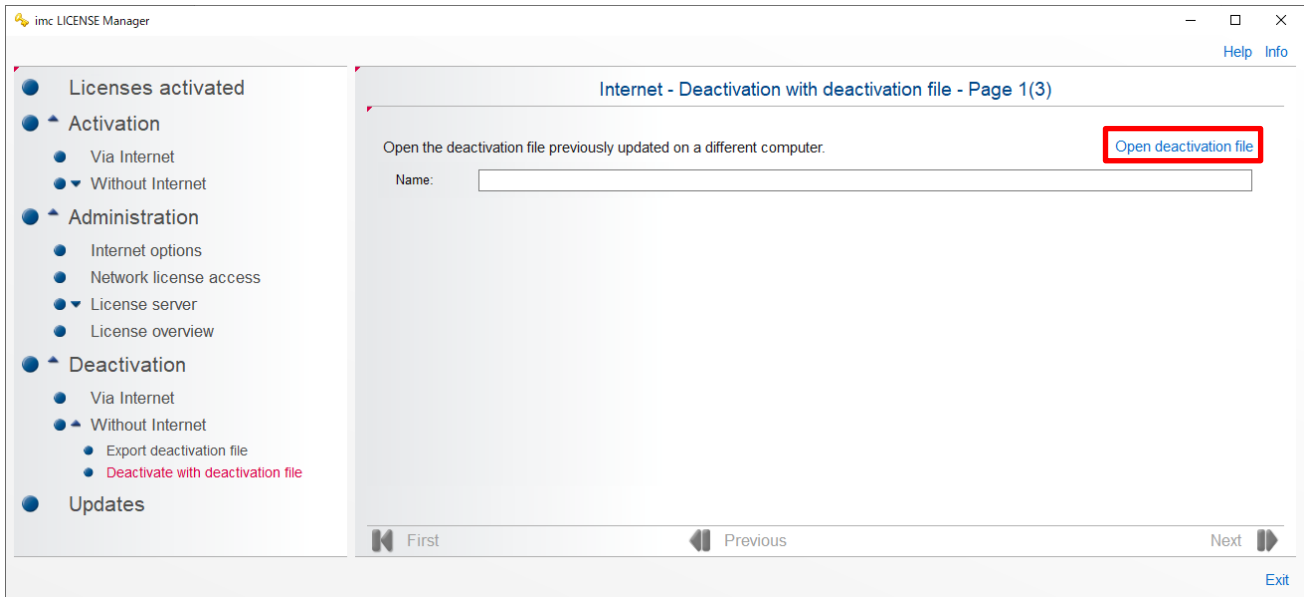 imc LICENSE Manager
Help Info
Licenses activated
Activation
Via Internet
Without Internet
Administration
Internet options
Network license access
License server
License overview
Deactivation
Via Internet
Without Internet
Export deactivation file
Deactivate with deactivation file
Updates
Internet - Deactivation with deactivation file - Page 1(3)
Open the deactivation file previously updated on a different computer.
Open deactivation file
Name:
First
Previous
Next
Exit